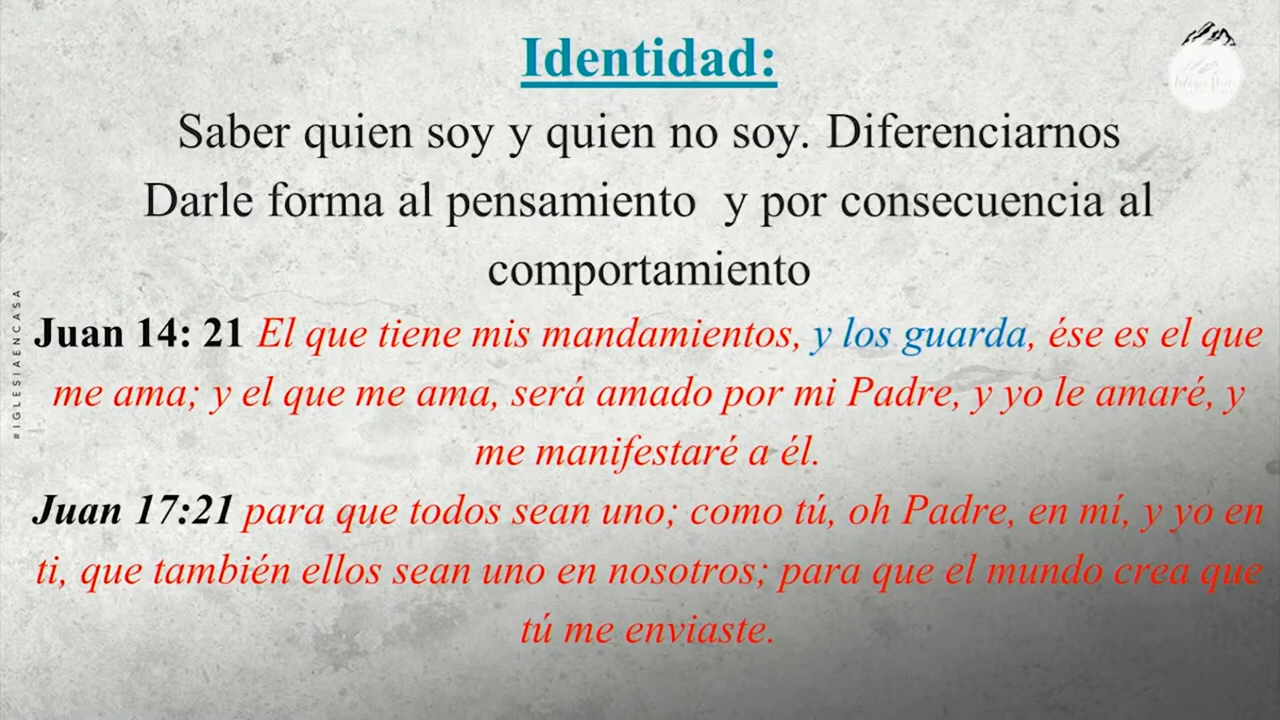 Identidad:
Saber quien soy y quien no soy. Diferenciarnos
Darle forma al pensamiento  y por consecuencia al
comportamiento
Juan 14: 21 El que tiene mis mandamientos, y los guarda, ése es el que
me ama; y el que me ama, será amado por mi Padre, y yo le amaré, y
me manifestaré a él.
Juan 17:21 para que todos sean uno; como tú, oh Padre, en mí, y yo en
ti, que también ellos sean uno en nosotros; para que el mundo crea que
tú me enviaste.
#IGLESIAENCASA